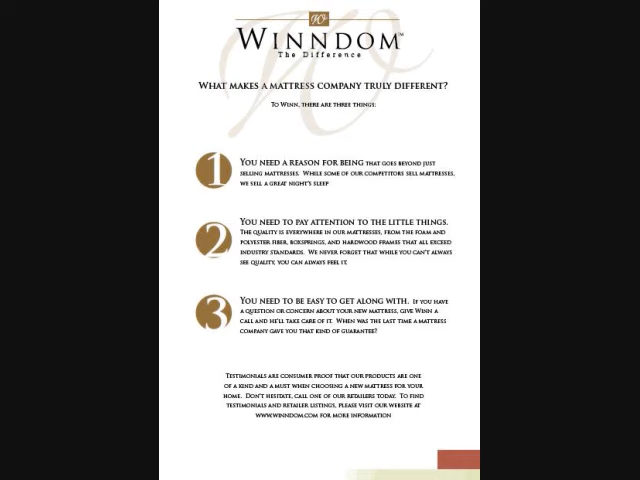 W
WINNDOM™
The Difference
WHAT MAKES A MATTRESS COMPANY TRULY DIFFERENT?
TO WINN, THERE ARE THREE THINGS:
1
YOU NEED A REASON FOR BEING THAT GOES BEYOND JUST
SELLING MATTRESSES. WHILE SOME OF OUR COMPETITORS SELL MATTRESSES,
WE SELL A GREAT NIGHT'S SLEEP
2
YOU NEED TO PAY ATTENTION TO THE LITTLE THINGS.
THE QUALITY IS EVERYWHERE IN OUR MATTRESSES, FROM THE FOAM AND
POLYESTER FIBER, BOXSPRINGS, AND HARDWOOD FRAMES THAT ALL EXCEED
INDUSTRY STANDARDS. WE NEVER FORGET THAT WHILE YOU CAN'T ALWAYS
SEE QUALITY, YOU CAN ALWAYS FEEL IT.
3
YOU NEED TO BE EASY TO GET ALONG WITH. IF YOU HAVE
A QUESTION OR CONCERN ABOUT YOUR NEW MATTRESS, GIVE WINN A
CALL AND HE'LL TAKE CARE OF IT. WHEN WAS THE LAST TIME A MATTRESS
COMPANY GAVE YOU THAT KIND OF GUARANTEE?
TESTIMONIALS ARE CONSUMER PROOF THAT OUR PRODUCTS ARE ONE
OF A KIND AND A MUST WHEN CHOOSING A NEW MATTRESS FOR YOUR
HOME. DON'T HESITATE, CALL ONE OF OUR RETAILERS TODAY. TO FIND
TESTIMONIALS AND RETAILER LISTINGS, PLEASE VISIT OUR WEBSITE AT
WWW.WINNDOM.COM FOR MORE INFORMATION